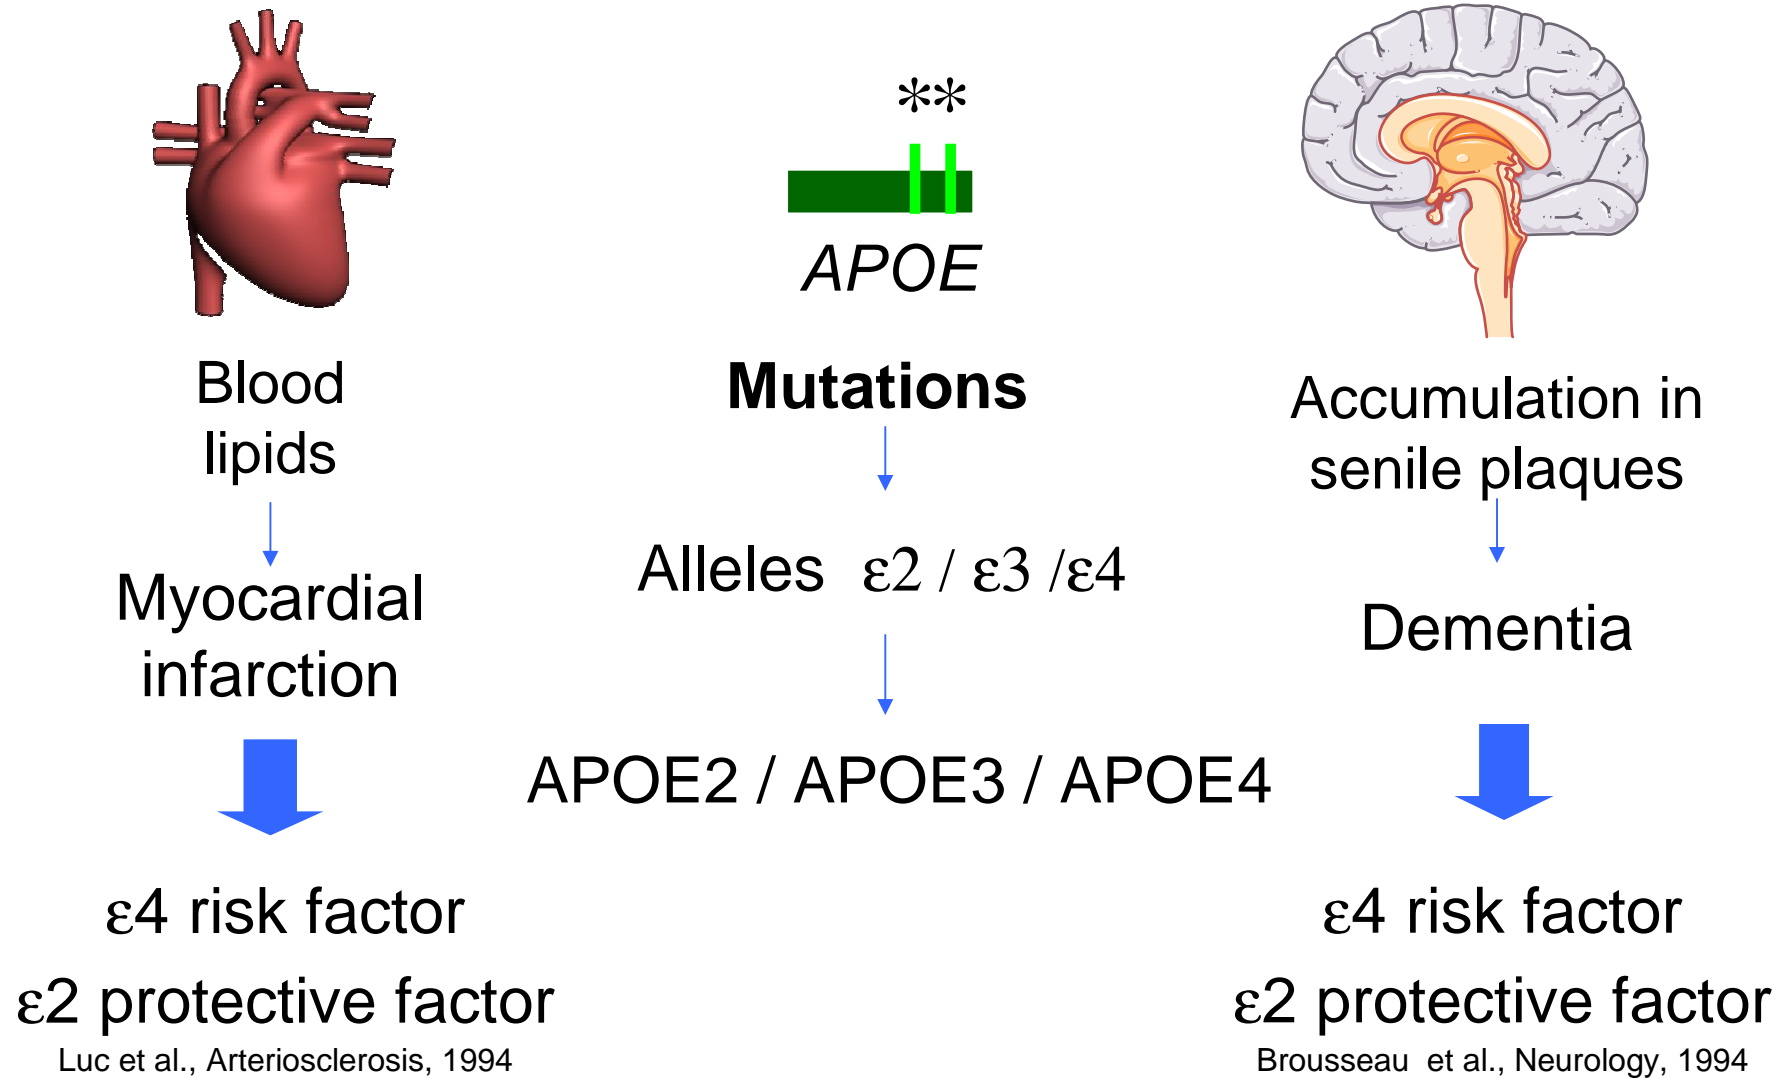 **
APOE
Blood
lipids
Myocardial
infarction
ε4 risk factor
ε2 protective factor
Luc et al., Arteriosclerosis, 1994
Mutations
Alleles ε2 / ε3 /ε4
APOE2 / APOE3 / APOE4
Accumulation in
senile plaques
Dementia
ε4 risk factor
ε2 protective factor
Brousseau et al., Neurology, 1994